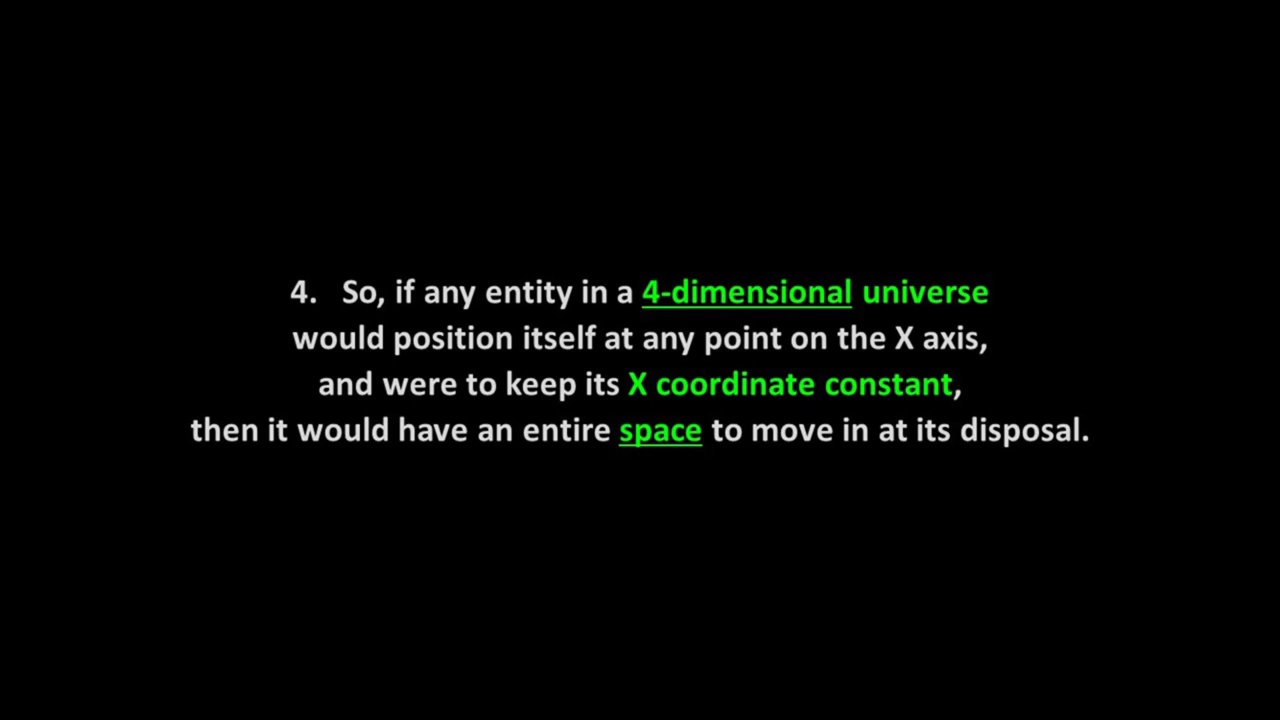 4. So, if any entity in a 4-dimensional universe
would position itself at any point on the X axis,
and were to keep its X coordinate constant,
then it would have an entire space to move in at its disposal.